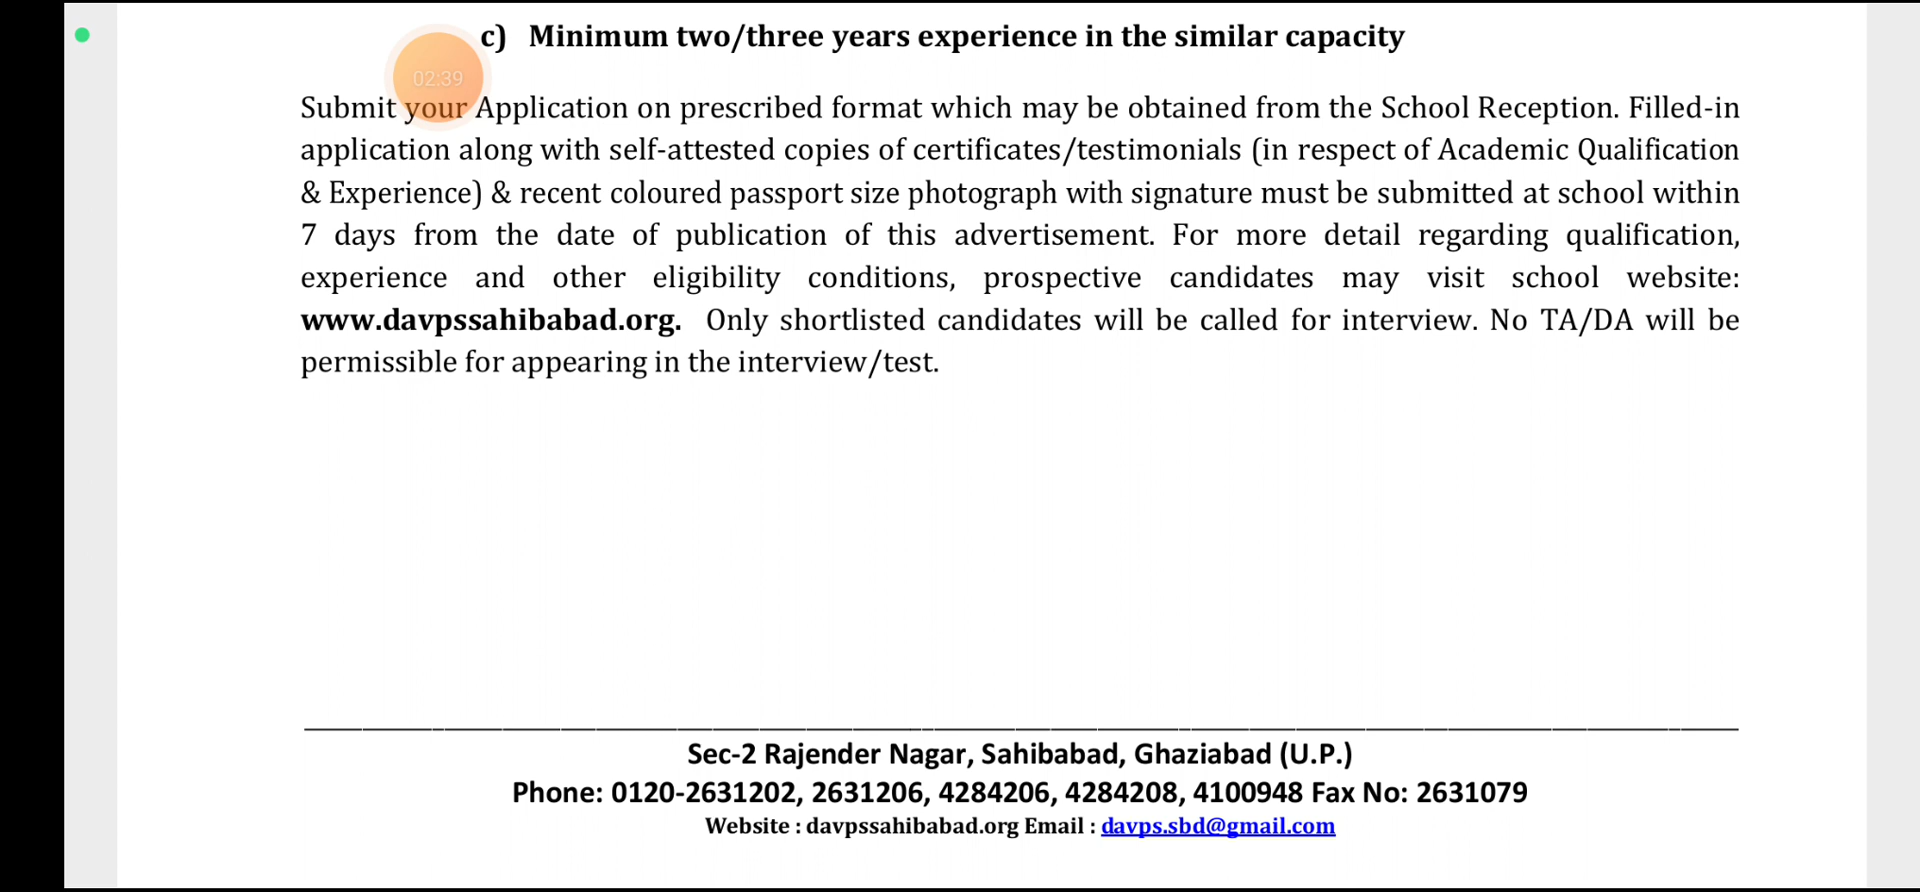 c) Minimum two/three years experience in the similar capacity
02:39
Submit your Application on prescribed format which may be obtained from the School Reception. Filled-in
application along with self-attested copies of certificates/testimonials (in respect of Academic Qualification
& Experience) & recent coloured passport size photograph with signature must be submitted at school within
7 days from the date of publication of this advertisement. For more detail regarding qualification,
experience and other eligibility conditions, prospective candidates may visit school website:
www.davpssahibabad.org. Only shortlisted candidates will be called for interview. No TA/DA will be
permissible for appearing in the interview/test.
Sec-2 Rajender Nagar, Sahibabad, Ghaziabad (U.P.)
Phone: 0120-2631202, 2631206, 4284206, 4284208, 4100948 Fax No: 2631079
Website : davpssahibabad.org Email : davps.sbd@gmail.com